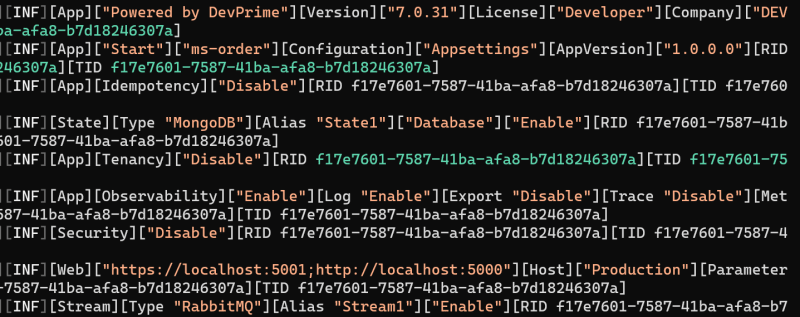 ][INF][App]["Powered by DevPrime"][Version]["7.0.31"][License]["Developer"][Company]["DEV
ba-afa8-b7d18246307a]
][INF][App]["Start"]["ms-order"][Configuration]["Appsettings"][AppVersion]["1.0.0.0"][RID
246307a][TID f17e7601-7587-41ba-afa8-b7d18246307a]
][INF][App][Idempotency]["Disable"][RID f17e7601-7587-41ba-afa8-b7d18246307a][TID f17e760
][INF][State][Type "MongoDB"][Alias "State1"]["Database"]["Enable"][RID f17e7601-7587-41b
601-7587-41ba-afa8-b7d18246307a]
][INF][App][Tenancy]["Disable"][RID f17e7601-7587-41ba-afa8-b7d18246307a][TID f17e7601-75
][INF][App][Observability]["Enable"][Log "Enable"][Export "Disable"][Trace "Disable"][Met
587-41ba-afa8-b7d18246307a][TID f17e7601-7587-41ba-afa8-b7d18246307a]
][INF][Security]["Disable"][RID f17e7601-7587-41ba-afa8-b7d18246307a][TID f17e7601-7587-4
][INF][Web]["https://localhost:5001;http://localhost:5000"][Host]["Production"][Parameter
-7587-41ba-afa8-b7d18246307a][TID f17e7601-7587-41ba-afa8-b7d18246307a]
][INF][Stream][Type "RabbitMQ"][Alias "Stream1"]["Enable"][RID f17e7601-7587-41ba-afa8-b7